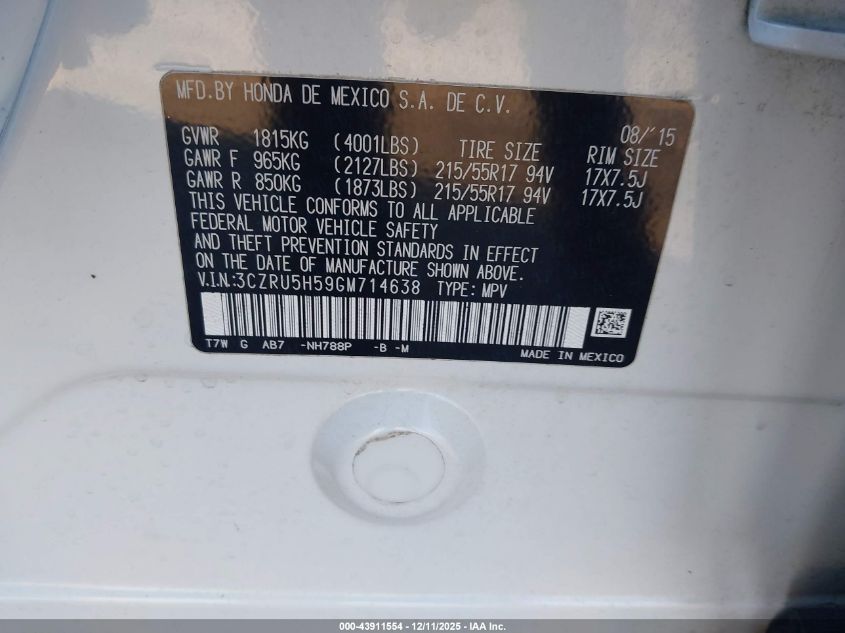 MFD.BY HONDA DE MEXICO S.A. DE C.V.
08/'15
GVWR 1815KG (4001LBS) TIRE SIZE RIM SIZE
GAWR F 965KG (2127LBS) 215/55R17 94V 17X7.5J
GAWR R 850KG (1873LBS) 215/55R17 94V 17X7.5J
THIS VEHICLE CONFORMS TO ALL APPLICABLE
FEDERAL MOTOR VEHICLE SAFETY
AND THEFT PREVENTION STANDARDS IN EFFECT
ON THE DATE OF MANUFACTURE SHOWN ABOVE.
V.I.N.:3CZRU5H59GM714638 TYPE: MPV
T7W G AB7 -NH788P -B -M
MADE IN MEXICO
000-43911554 - 12/11/2025 - IAA Inc.